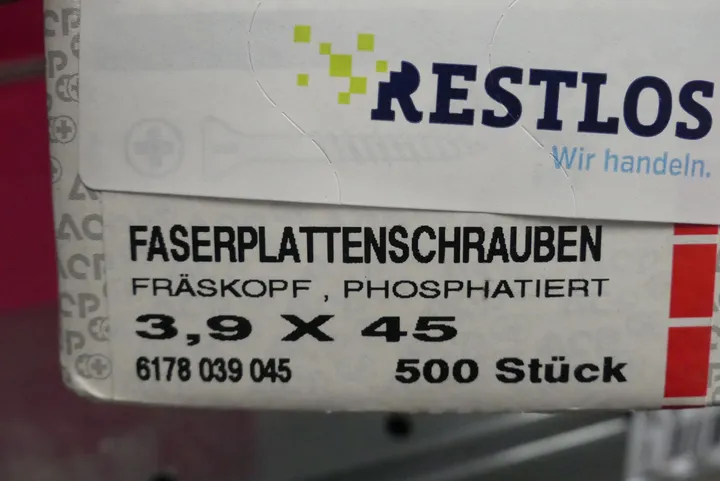 RESTLOS
Wir handeln.
FASERPLATTENSCHRAUBEN
FRÄSKOPF , PHOSPHATIERT
3,9 X 45
6178 039 045 500 Stück